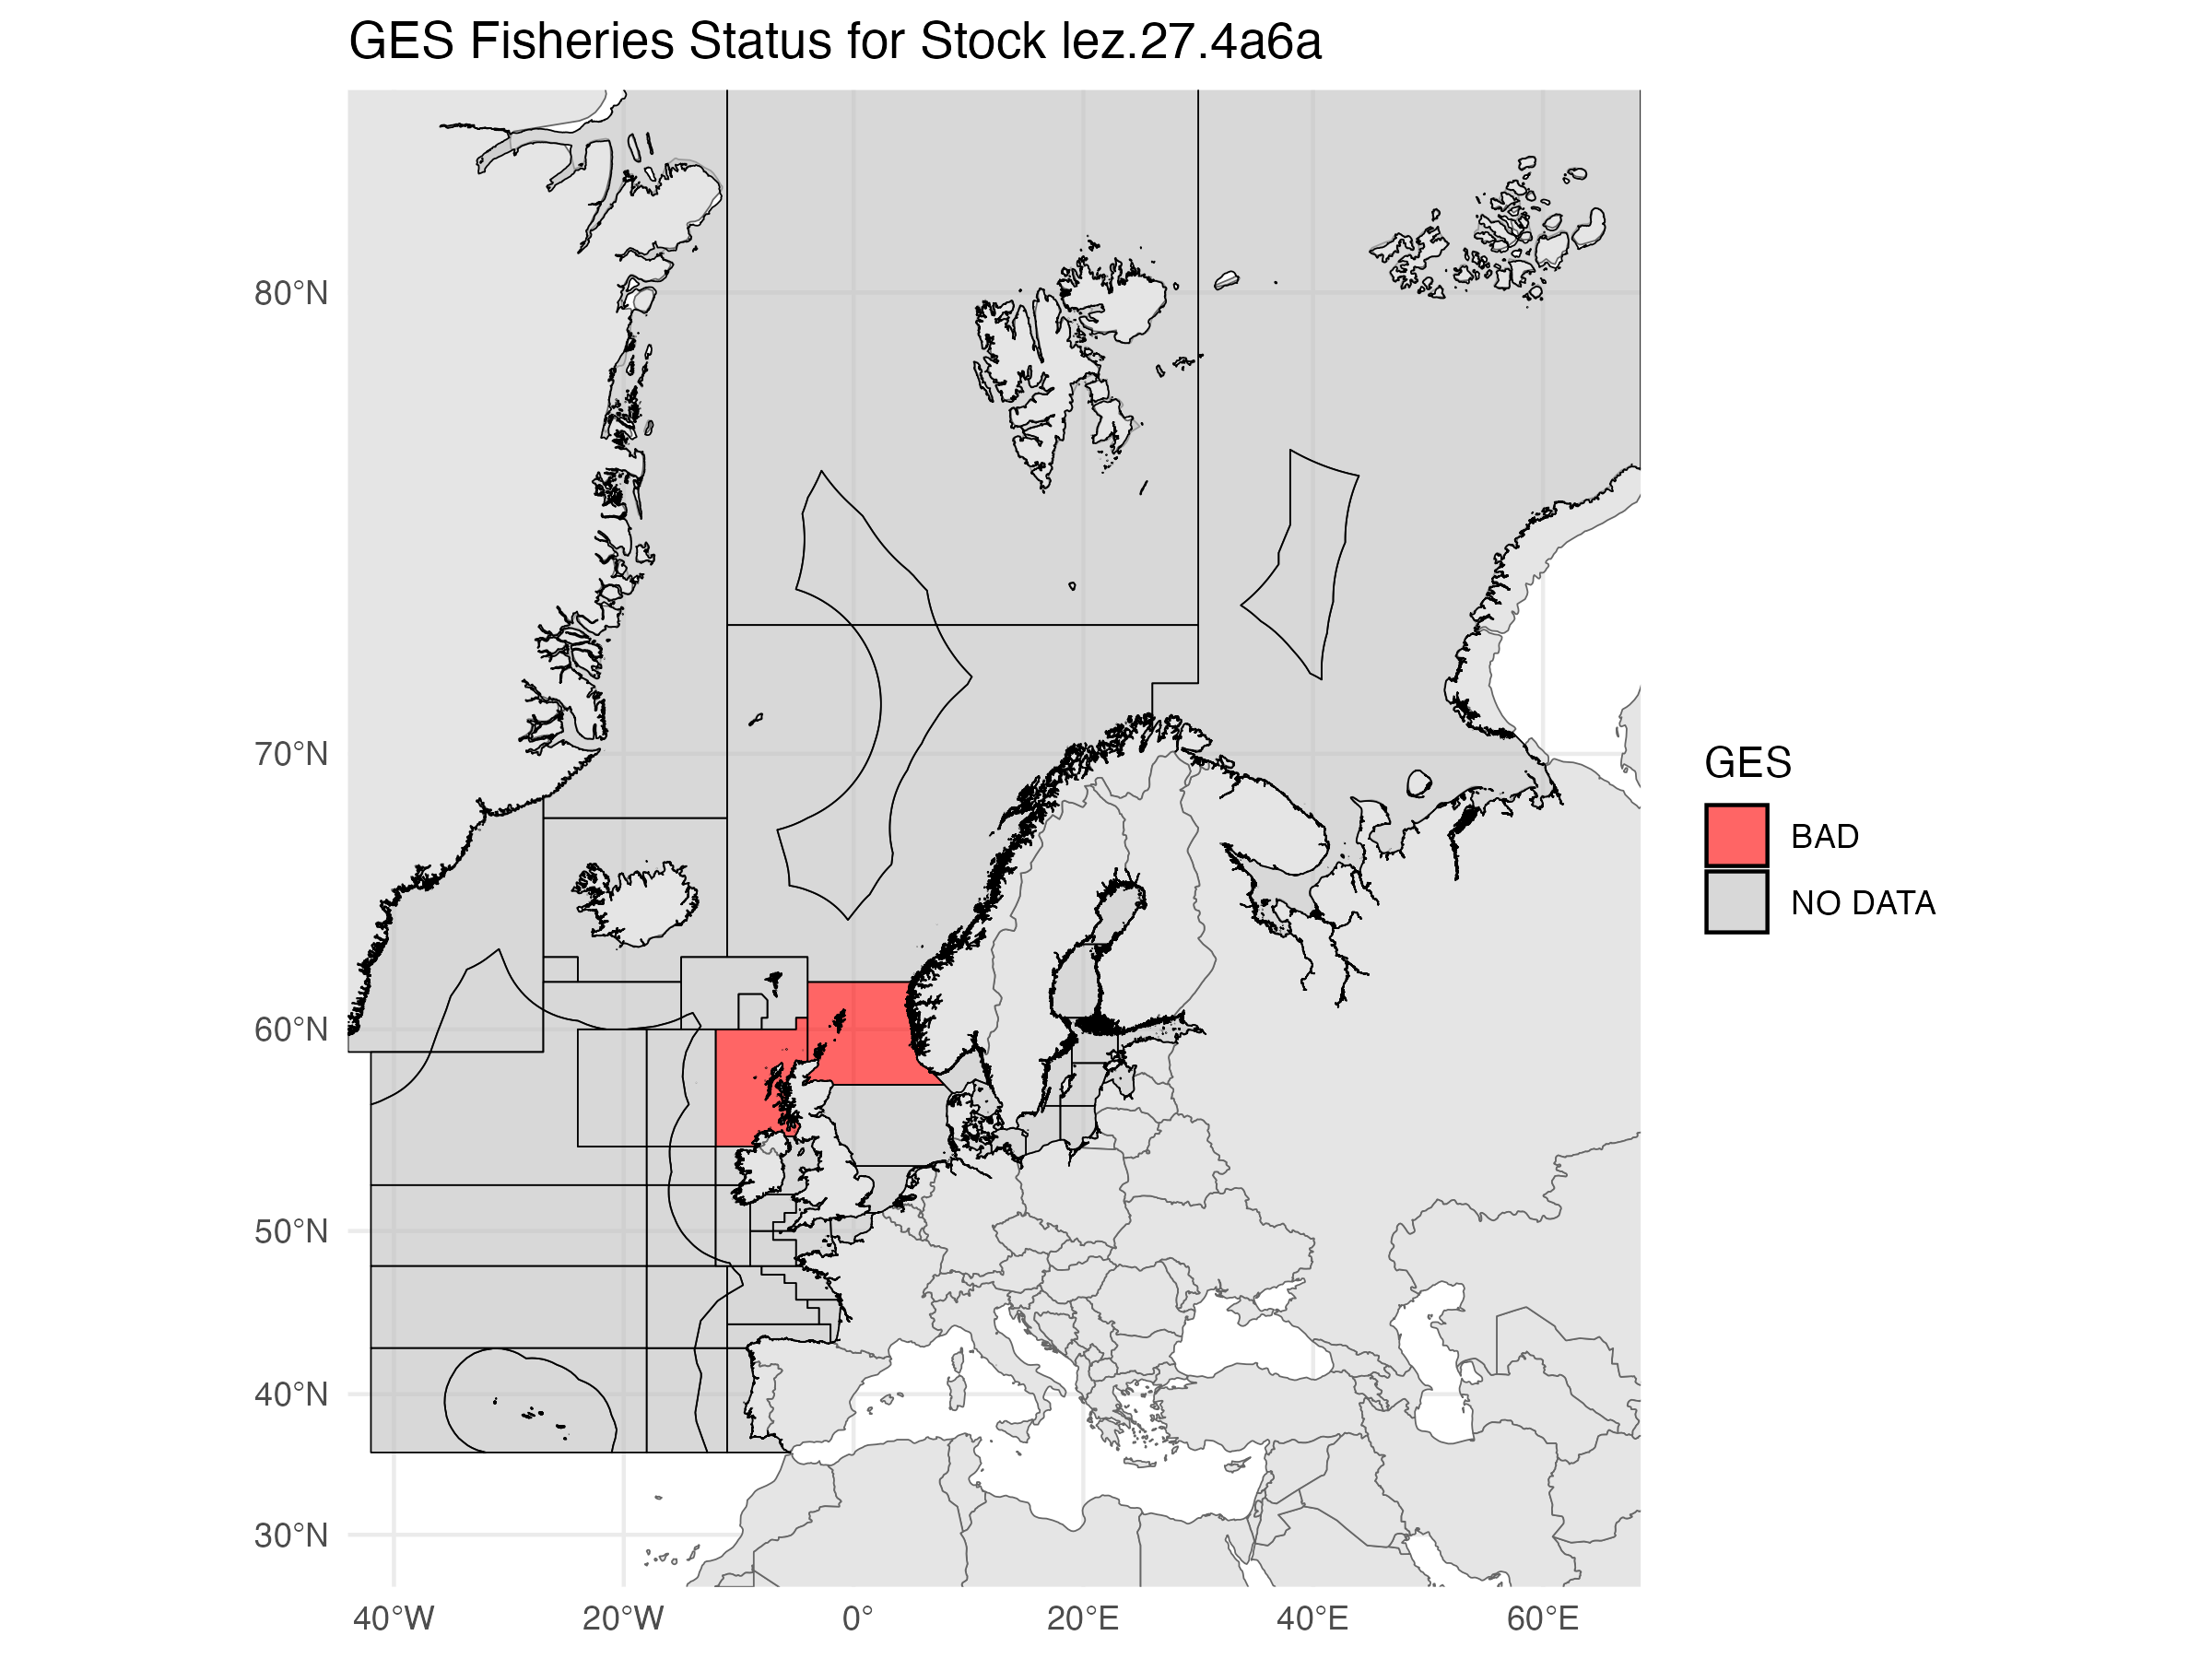 GES Fisheries Status for Stock lez.27.4a6a
80°N
70°N
60°N
50°N
40°N
30°N
40°W 20°W 0° 20°E 40°E 60°E
GES
BAD
NO DATA